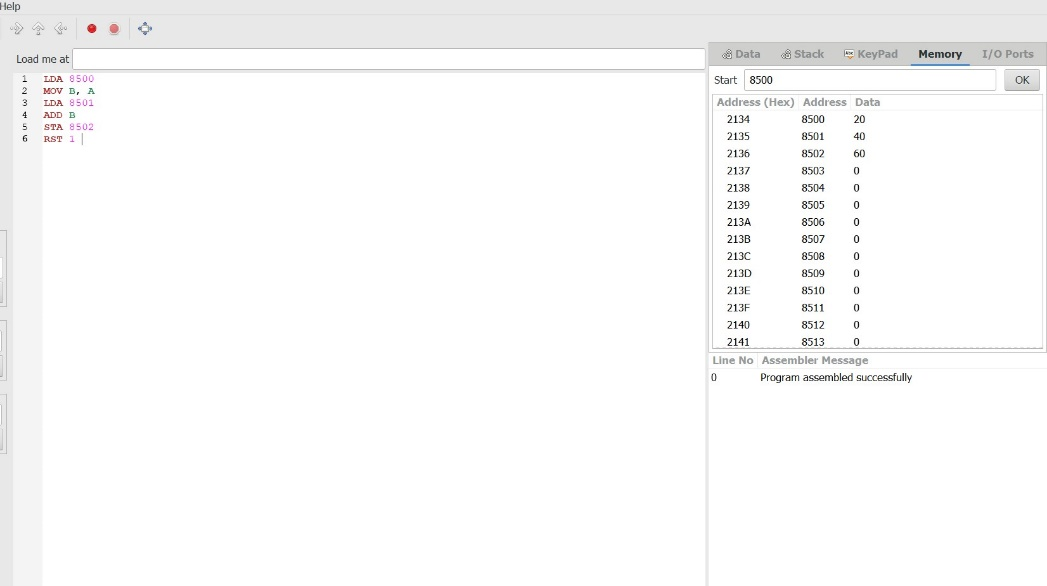 Help
Load me at
1 LDA 8500
2 MOV B, A
3 LDA 8501
4 ADD B
5 STA 8502
6 RST 1
Data Stack KeyPad Memory I/O Ports
Start 8500 OK
Address (Hex) Address Data
2134 8500 20
2135 8501 40
2136 8502 60
2137 8503 0
2138 8504 0
2139 8505 0
213A 8506 0
213B 8507 0
213C 8508 0
213D 8509 0
213E 8510 0
213F 8511 0
2140 8512 0
2141 8513 0
Line No Assembler Message
0 Program assembled successfully